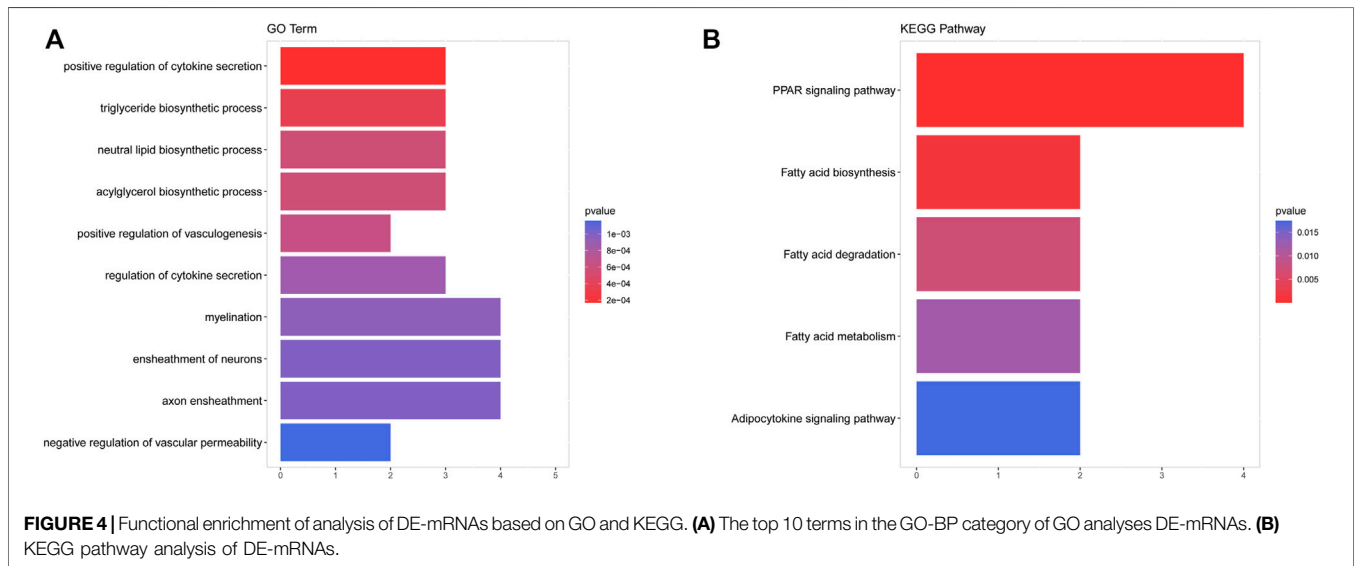 A
GO Term
positive regulation of cytokine secretion
triglyceride biosynthetic process
neutral lipid biosynthetic process
acylglycerol biosynthetic process
positive regulation of vasculogenesis
regulation of cytokine secretion
myelination
ensheathment of neurons
axon ensheathment
negative regulation of vascular permeability
0 1 2 3 4 5
pvalue
1e-03
8e-04
6e-04
4e-04
2e-04
B
KEGG Pathway
PPAR signaling pathway
Fatty acid biosynthesis
Fatty acid degradation
Fatty acid metabolism
Adipocytokine signaling pathway
0 1 2 3 4
pvalue
0.015
0.010
0.005
FIGURE 4 | Functional enrichment of analysis of DE-mRNAs based on GO and KEGG. (A) The top 10 terms in the GO-BP category of GO analyses DE-mRNAs. (B)
KEGG pathway analysis of DE-mRNAs.